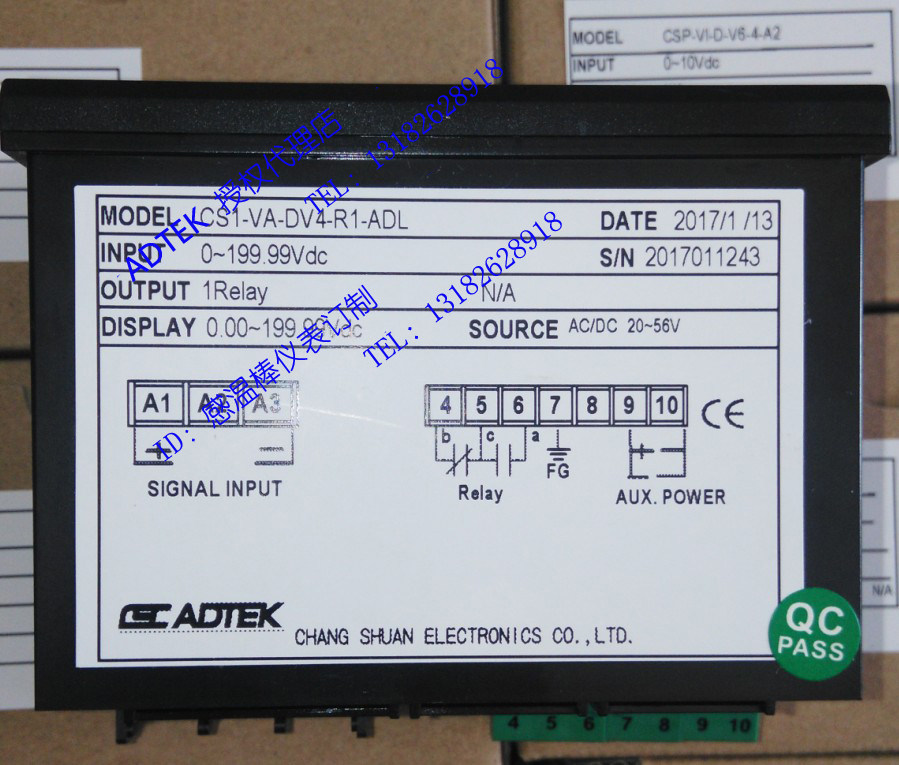 MODEL CSP-VI-D-V6-4-A2
INPUT 0~10Vdc
MODEL CS1-VA-DV4-R1-ADL DATE 2017/1/13
INPUT 0~199.99Vdc S/N 2017011243
OUTPUT 1Relay N/A
DISPLAY 0.00~199.99Vdc SOURCE AC/DC 20~56V
ADTEK 授权代理店
TEL: 13182628918
ID: 感温棒仪表订制
TEL: 13182628918
A1 A2 A3
+ −
SIGNAL INPUT
4 5 6 7 8 9 10
b c a
Relay
FG
+ −
AUX. POWER
CE
CSC ADTEK
CHANG SHUAN ELECTRONICS CO.,LTD.
QC
PASS
N/A
4 5 6 7 8 9 10